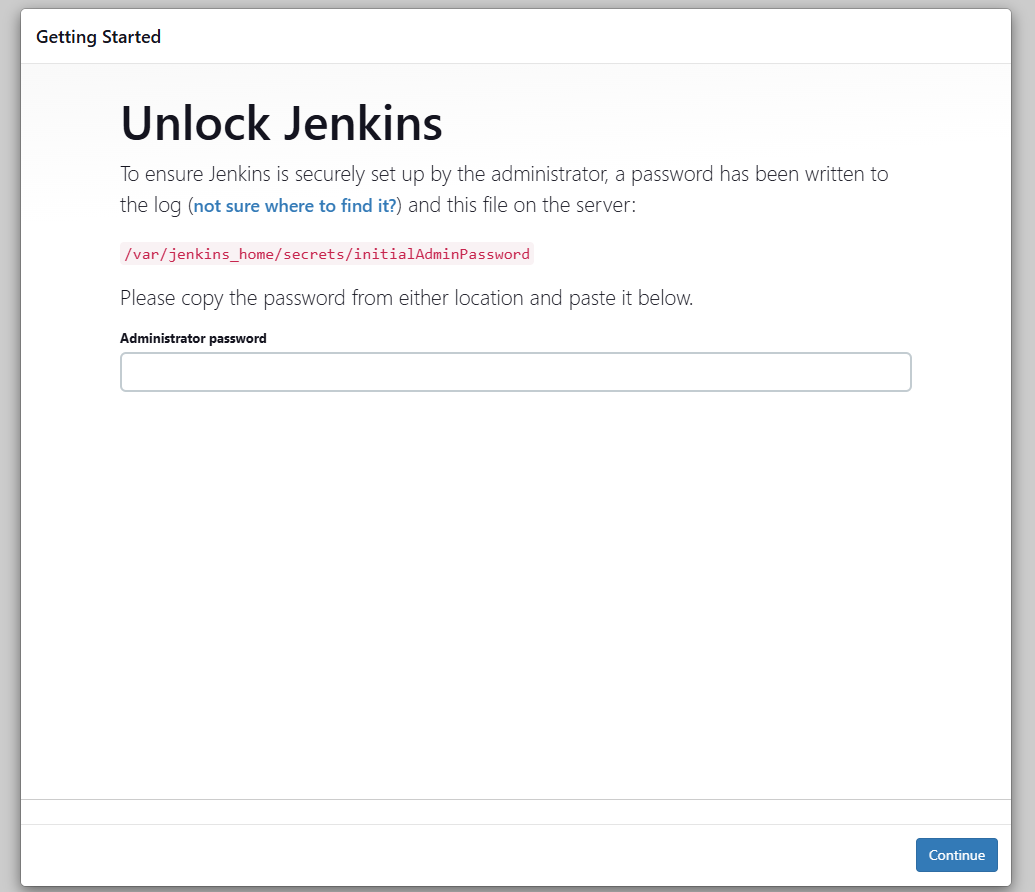 Getting Started
Unlock Jenkins
To ensure Jenkins is securely set up by the administrator, a password has been written to
the log (not sure where to find it?) and this file on the server:
/var/jenkins_home/secrets/initialAdminPassword
Please copy the password from either location and paste it below.
Administrator password
Continue